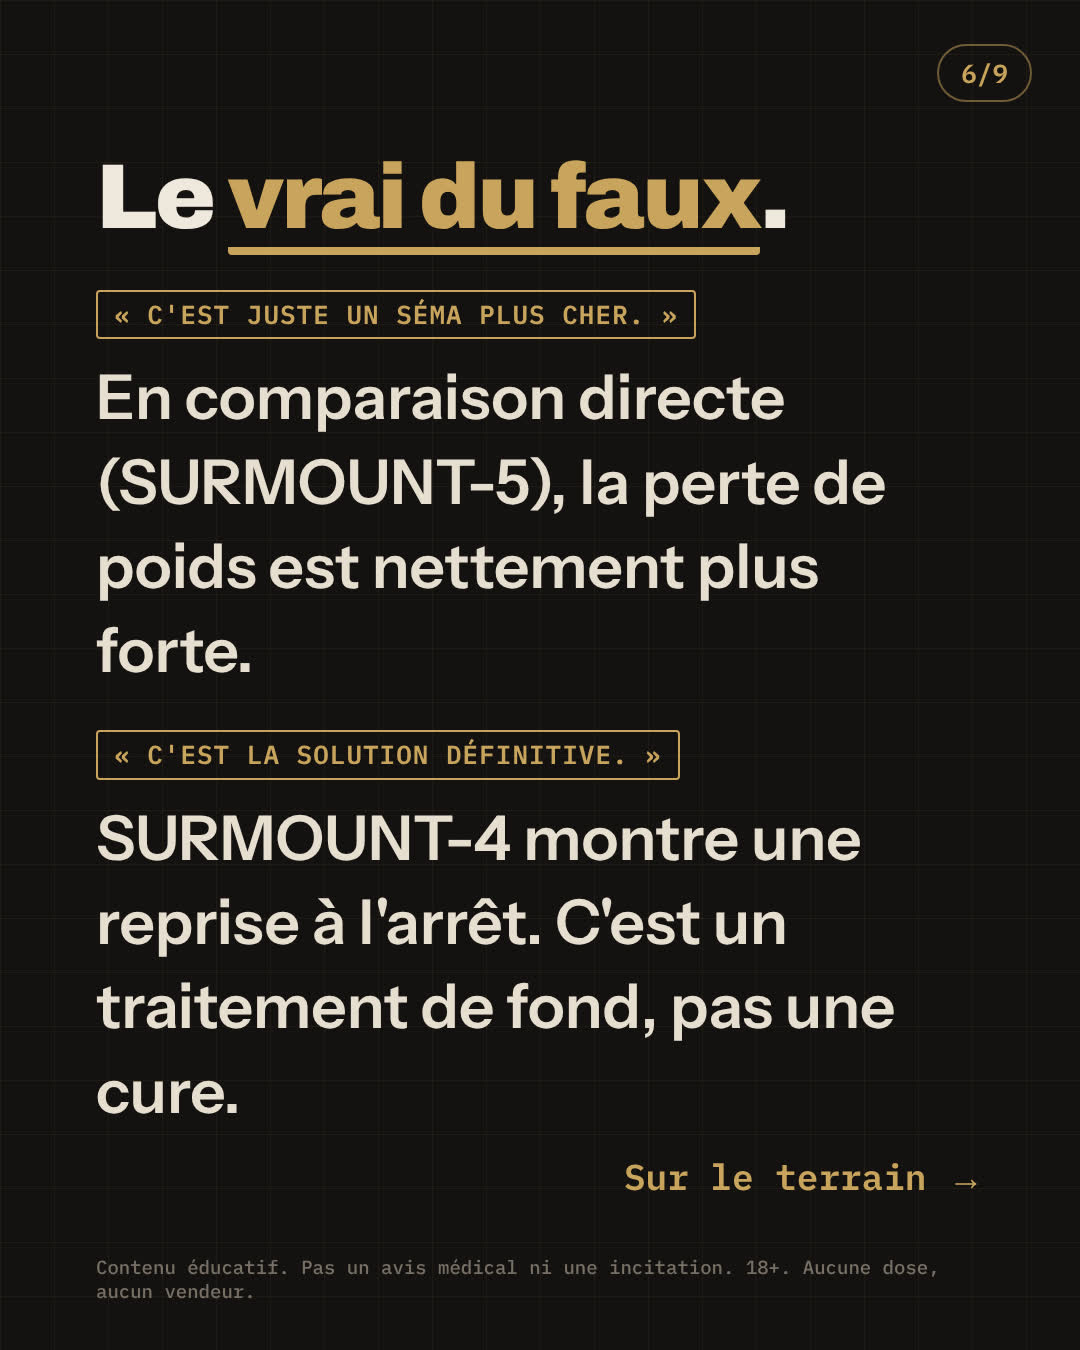 6/9
Le vrai du faux.
« C'EST JUSTE UN SÉMA PLUS CHER. »
En comparaison directe
(SURMOUNT-5), la perte de
poids est nettement plus
forte.
« C'EST LA SOLUTION DÉFINITIVE. »
SURMOUNT-4 montre une
reprise à l'arrêt. C'est un
traitement de fond, pas une
cure.
Sur le terrain →
Contenu éducatif. Pas un avis médical ni une incitation. 18+. Aucune dose,
aucun vendeur.